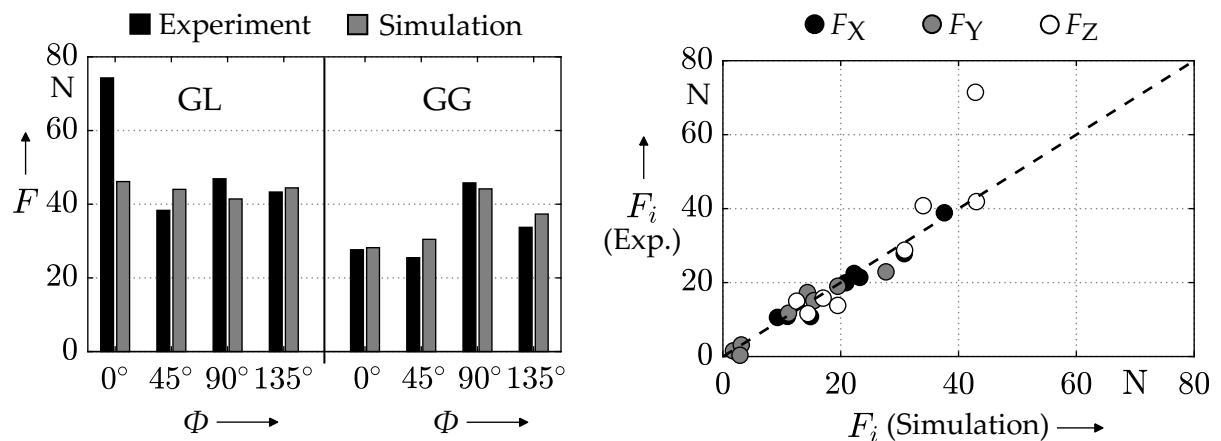 Experiment Simulation
80
N
60
F
40
20
0
GL GG
0° 45° 90° 135° 0° 45° 90° 135°
Φ Φ
F_X F_Y F_Z
80
N
60
F_i
(Exp.)
40
20
0
0 20 40 60 N 80
F_i (Simulation)